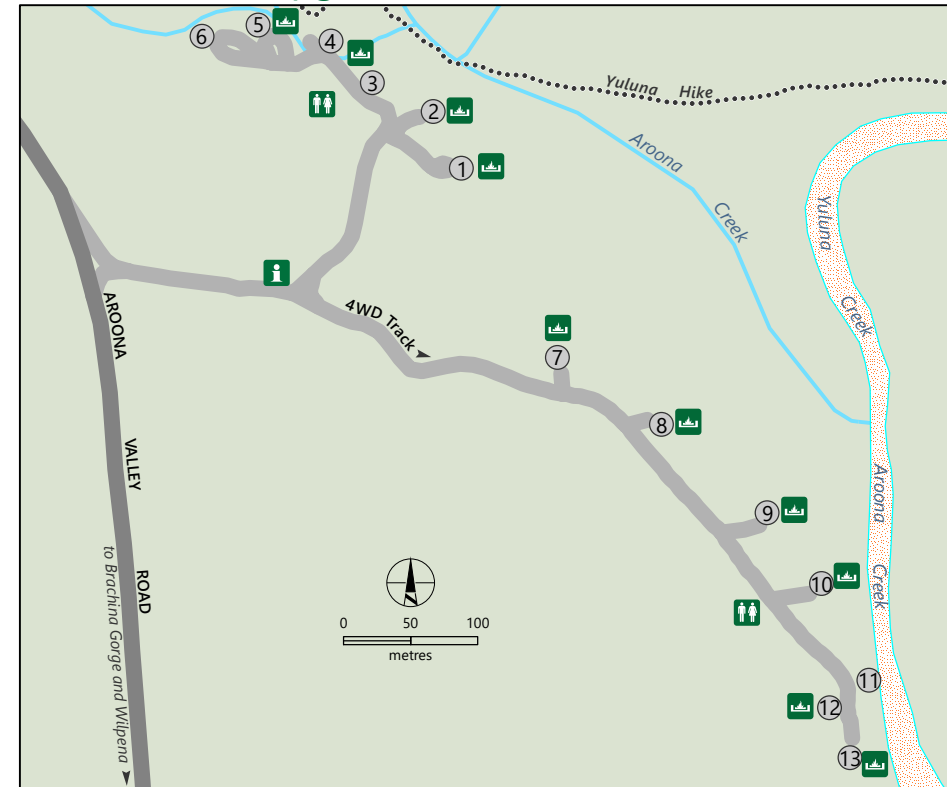 5
6
4
3
2
1
Yuluna Hike
Aroona
Creek
Yuluna
Creek
i
4WD Track
AROONA
VALLEY
ROAD
to Brachina Gorge and Wilpena
7
8
9
10
Aroona
Creek
0 50 100
metres
11
12
13